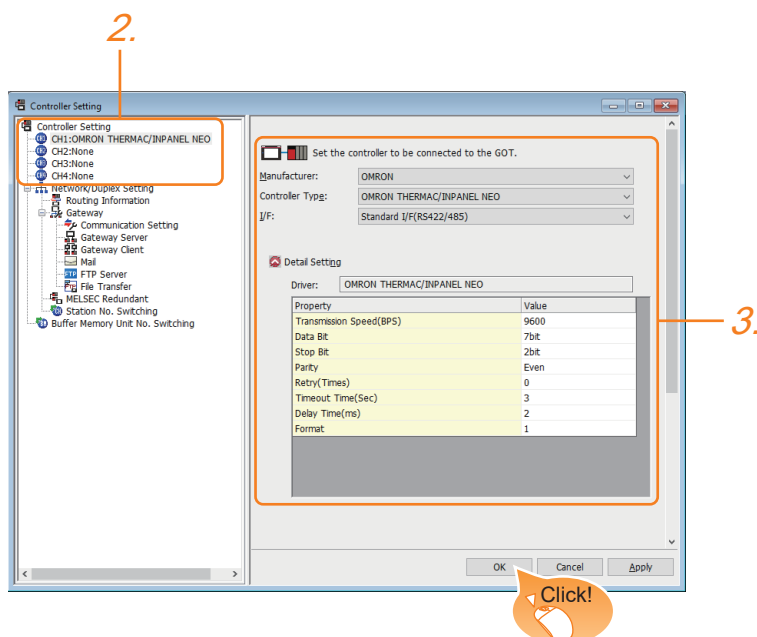 2.
Controller Setting
Controller Setting
CH1:OMRON THERMAC/INPANEL NEO
CH2:None
CH3:None
CH4:None
Network/Duplex Setting
Routing Information
Gateway
Communication Setting
Gateway Server
Gateway Client
Mail
FTP Server
File Transfer
MELSEC Redundant
Station No. Switching
Buffer Memory Unit No. Switching
Set the controller to be connected to the GOT.
Manufacturer: OMRON
Controller Type: OMRON THERMAC/INPANEL NEO
I/F: Standard I/F(RS422/485)
Detail Setting
Driver: OMRON THERMAC/INPANEL NEO
Property Value
Transmission Speed(BPS) 9600
Data Bit 7bit
Stop Bit 2bit
Parity Even
Retry(Times) 0
Timeout Time(Sec) 3
Delay Time(ms) 2
Format 1
3.
OK Cancel Apply
Click!